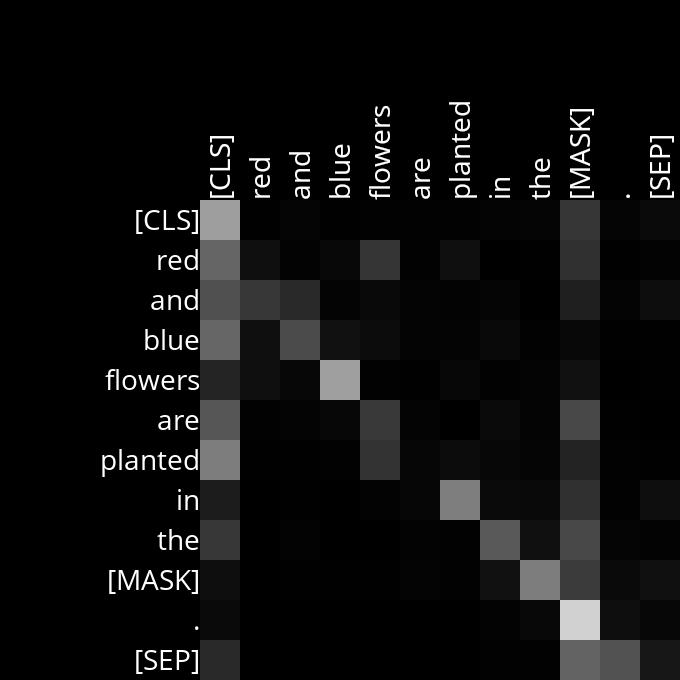 [CLS] red and blue flowers are planted in the [MASK] . [SEP]
[CLS]
red
and
blue
flowers
are
planted
in
the
[MASK]
.
[SEP]